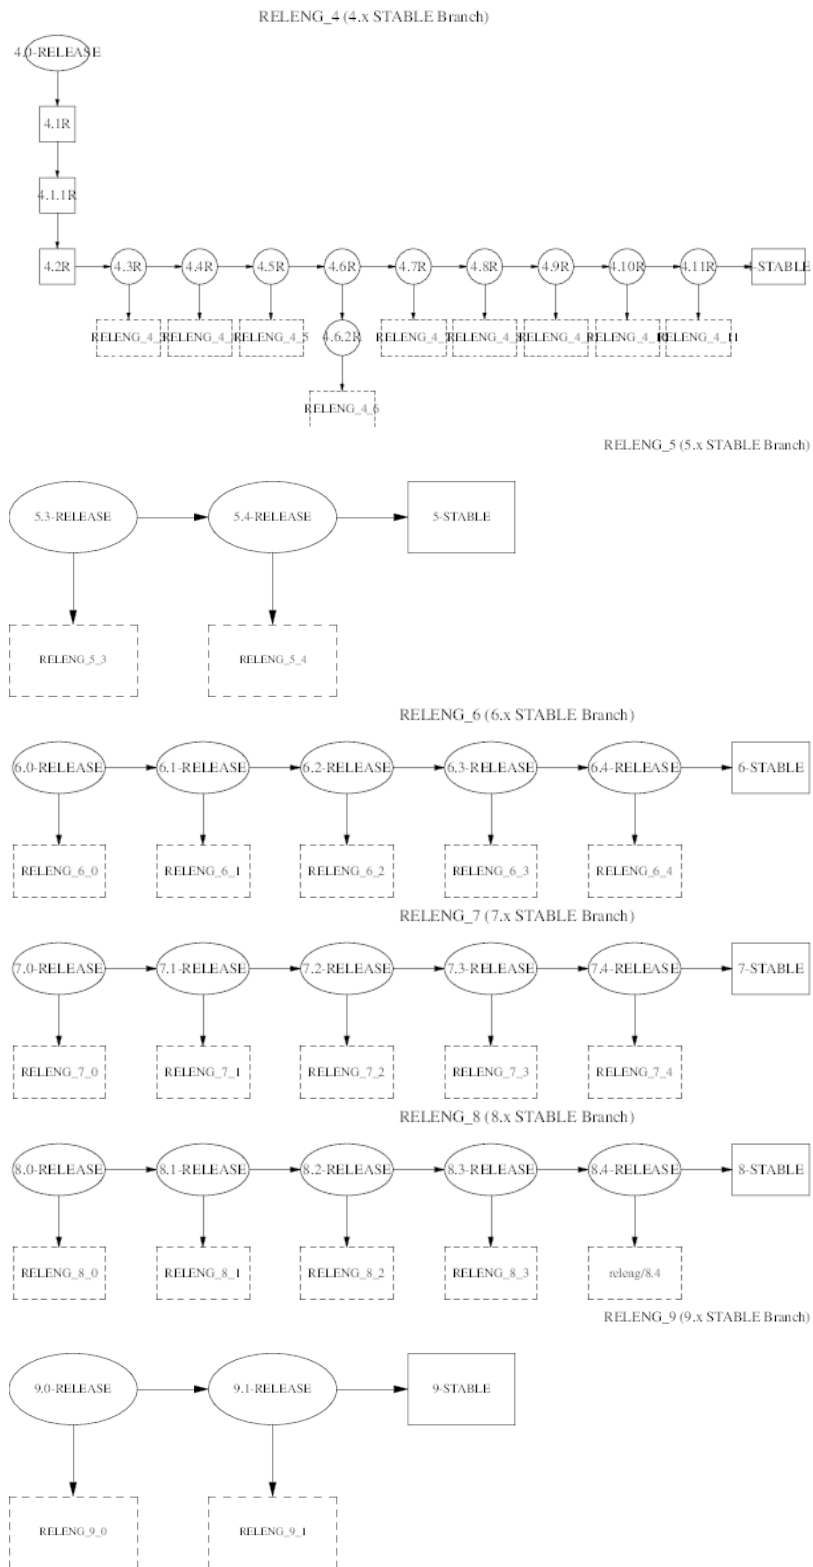 RELENG_4 (4.x STABLE Branch)
4.0-RELEASE
4.1R
4.1.1R
4.2R 4.3R 4.4R 4.5R 4.6R 4.7R 4.8R 4.9R 4.10R 4.11R 4-STABLE
RELENG_4_3 RELENG_4_4 RELENG_4_5 4.6.2R RELENG_4_7 RELENG_4_8 RELENG_4_9 RELENG_4_10 RELENG_4_11
RELENG_4_6
RELENG_5 (5.x STABLE Branch)
5.3-RELEASE 5.4-RELEASE 5-STABLE
RELENG_5_3 RELENG_5_4
RELENG_6 (6.x STABLE Branch)
6.0-RELEASE 6.1-RELEASE 6.2-RELEASE 6.3-RELEASE 6.4-RELEASE 6-STABLE
RELENG_6_0 RELENG_6_1 RELENG_6_2 RELENG_6_3 RELENG_6_4
RELENG_7 (7.x STABLE Branch)
7.0-RELEASE 7.1-RELEASE 7.2-RELEASE 7.3-RELEASE 7.4-RELEASE 7-STABLE
RELENG_7_0 RELENG_7_1 RELENG_7_2 RELENG_7_3 RELENG_7_4
RELENG_8 (8.x STABLE Branch)
8.0-RELEASE 8.1-RELEASE 8.2-RELEASE 8.3-RELEASE 8.4-RELEASE 8-STABLE
RELENG_8_0 RELENG_8_1 RELENG_8_2 RELENG_8_3 releng/8.4
RELENG_9 (9.x STABLE Branch)
9.0-RELEASE 9.1-RELEASE 9-STABLE
RELENG_9_0 RELENG_9_1